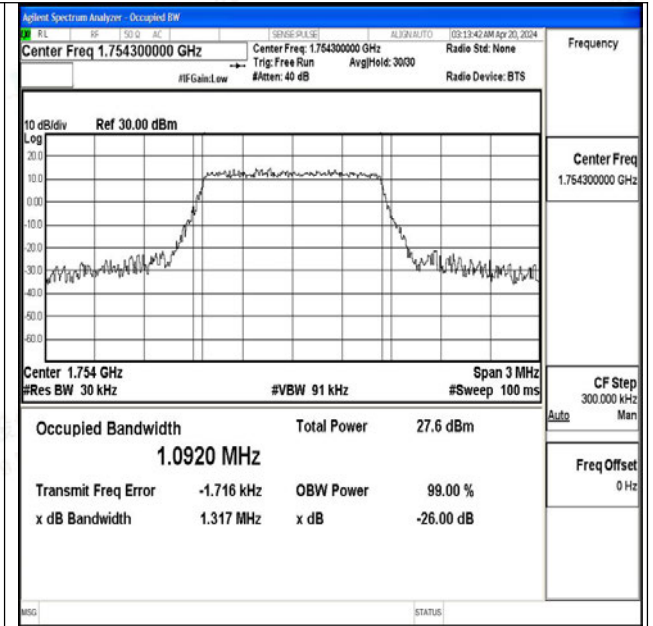 Agilent Spectrum Analyzer - Occupied BW
RL RF 50 Ω AC SENSE:PULSE ALIGN AUTO 03:13:42 AM Apr 20, 2024
Center Freq 1.754300000 GHz
Center Freq: 1.754300000 GHz
Radio Std: None
Trig: Free Run Avg|Hold: 30/30
#IFGain:Low #Atten: 40 dB Radio Device: BTS
Frequency
10 dB/div Ref 30.00 dBm
Log
20.0
10.0
0.00
-10.0
-20.0
-30.0
-40.0
-50.0
-60.0
Center 1.754 GHz Span 3 MHz
#Res BW 30 kHz #VBW 91 kHz #Sweep 100 ms
Occupied Bandwidth Total Power 27.6 dBm
1.0920 MHz
Transmit Freq Error -1.716 kHz OBW Power 99.00 %
x dB Bandwidth 1.317 MHz x dB -26.00 dB
Center Freq
1.754300000 GHz
CF Step
300.000 kHz
Auto Man
Freq Offset
0 Hz
MSG STATUS